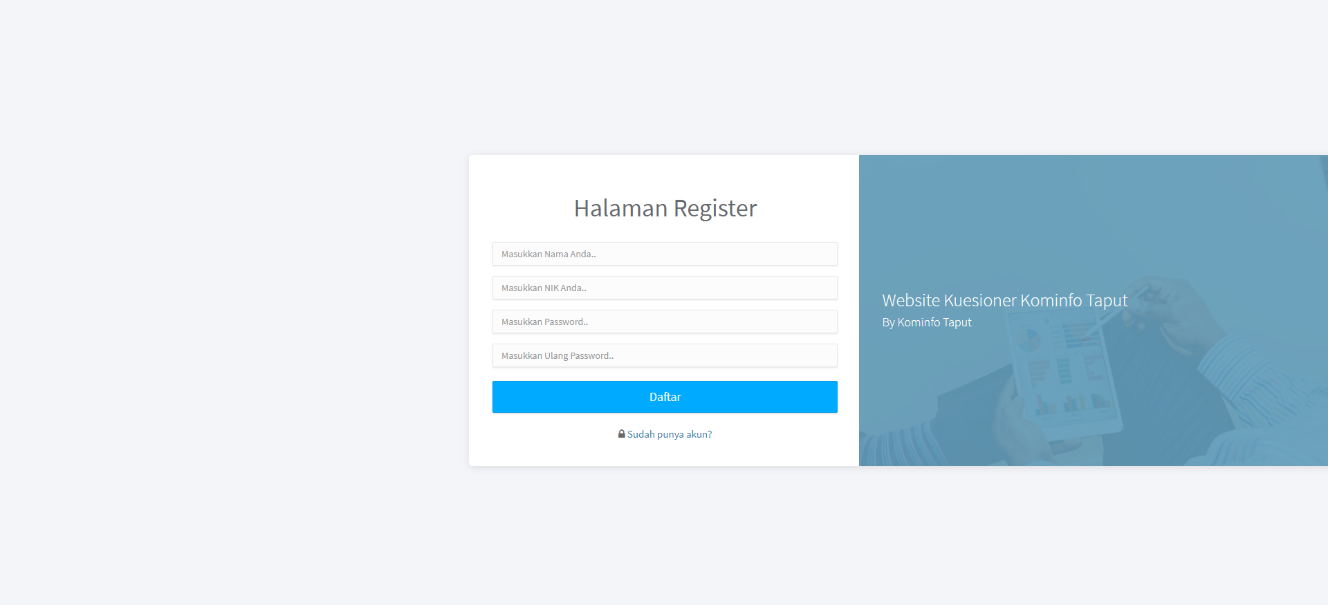 Halaman Register
Masukkan Nama Anda..
Masukkan NIK Anda..
Masukkan Password..
Masukkan Ulang Password..
Daftar
Sudah punya akun?
Website Kuesioner Kominfo Taput
By Kominfo Taput